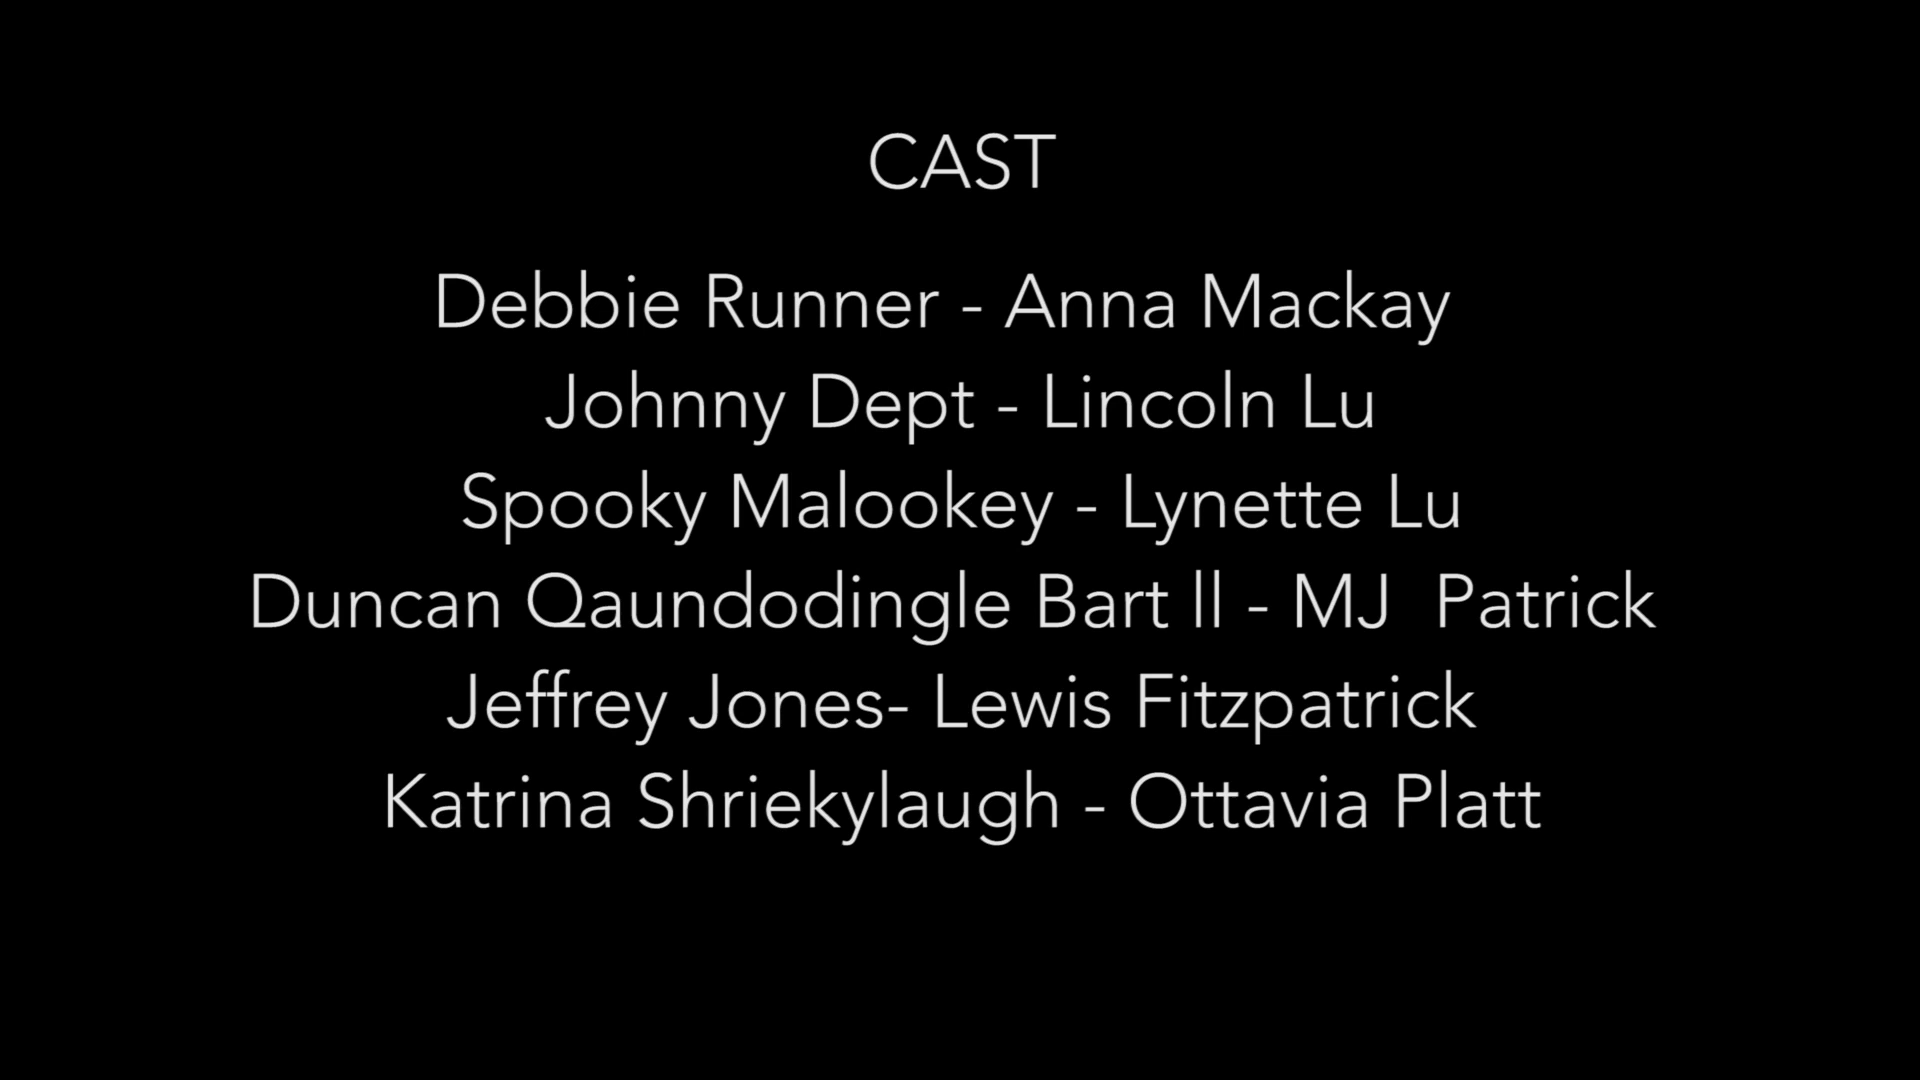 CAST
Debbie Runner - Anna Mackay
Johnny Dept - Lincoln Lu
Spooky Malookey - Lynette Lu
Duncan Qaundodingle Bart ll - MJ  Patrick
Jeffrey Jones- Lewis Fitzpatrick
Katrina Shriekylaugh - Ottavia Platt